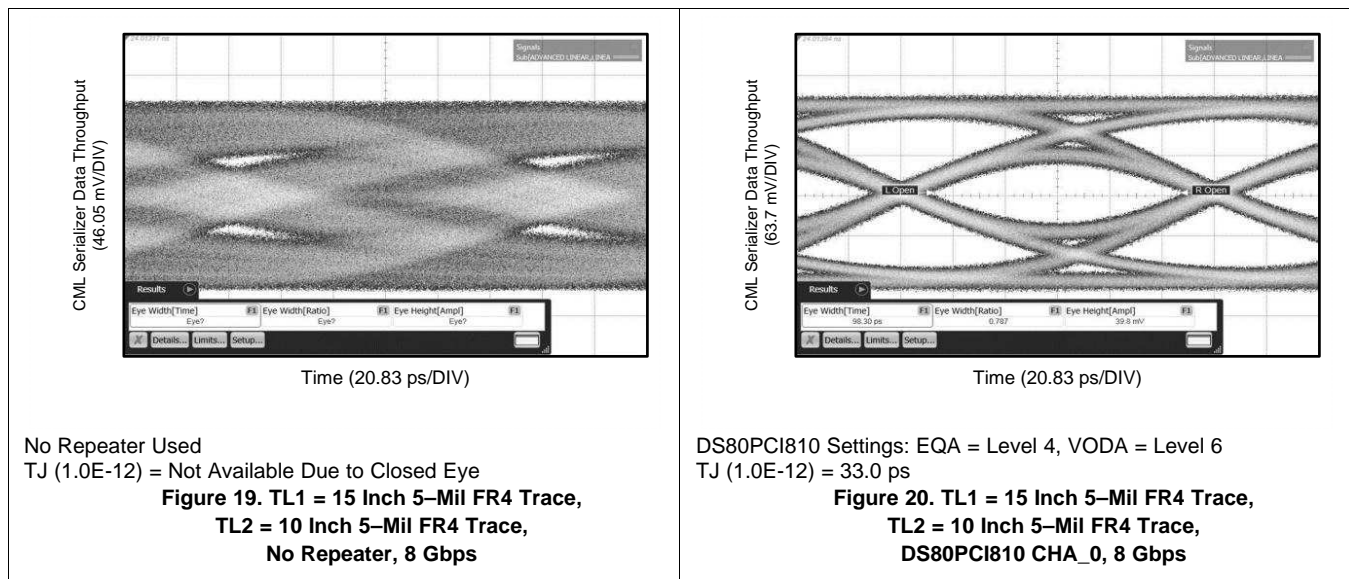 24.01317 ns
Signals
CML Serializer Data Throughput
(46.05 mV/DIV)
Results
Eye Width[Time] F1 Eye Width[Ratio] F1 Eye Height[Ampl] F1
Eye? Eye? Eye?
Details... Limits... Setup...
Time (20.83 ps/DIV)
No Repeater Used
TJ (1.0E-12) = Not Available Due to Closed Eye
Figure 19. TL1 = 15 Inch 5–Mil FR4 Trace,
TL2 = 10 Inch 5–Mil FR4 Trace,
No Repeater, 8 Gbps
Signals
CML Serializer Data Throughput
(63.7 mV/DIV)
L Open
R Open
Results
Eye Width[Time] F1 Eye Width[Ratio] F1 Eye Height[Ampl] F1
98.30 ps 0.787 39.8 mV
Details... Limits... Setup...
Time (20.83 ps/DIV)
DS80PCI810 Settings: EQA = Level 4, VODA = Level 6
TJ (1.0E-12) = 33.0 ps
Figure 20. TL1 = 15 Inch 5–Mil FR4 Trace,
TL2 = 10 Inch 5–Mil FR4 Trace,
DS80PCI810 CHA_0, 8 Gbps